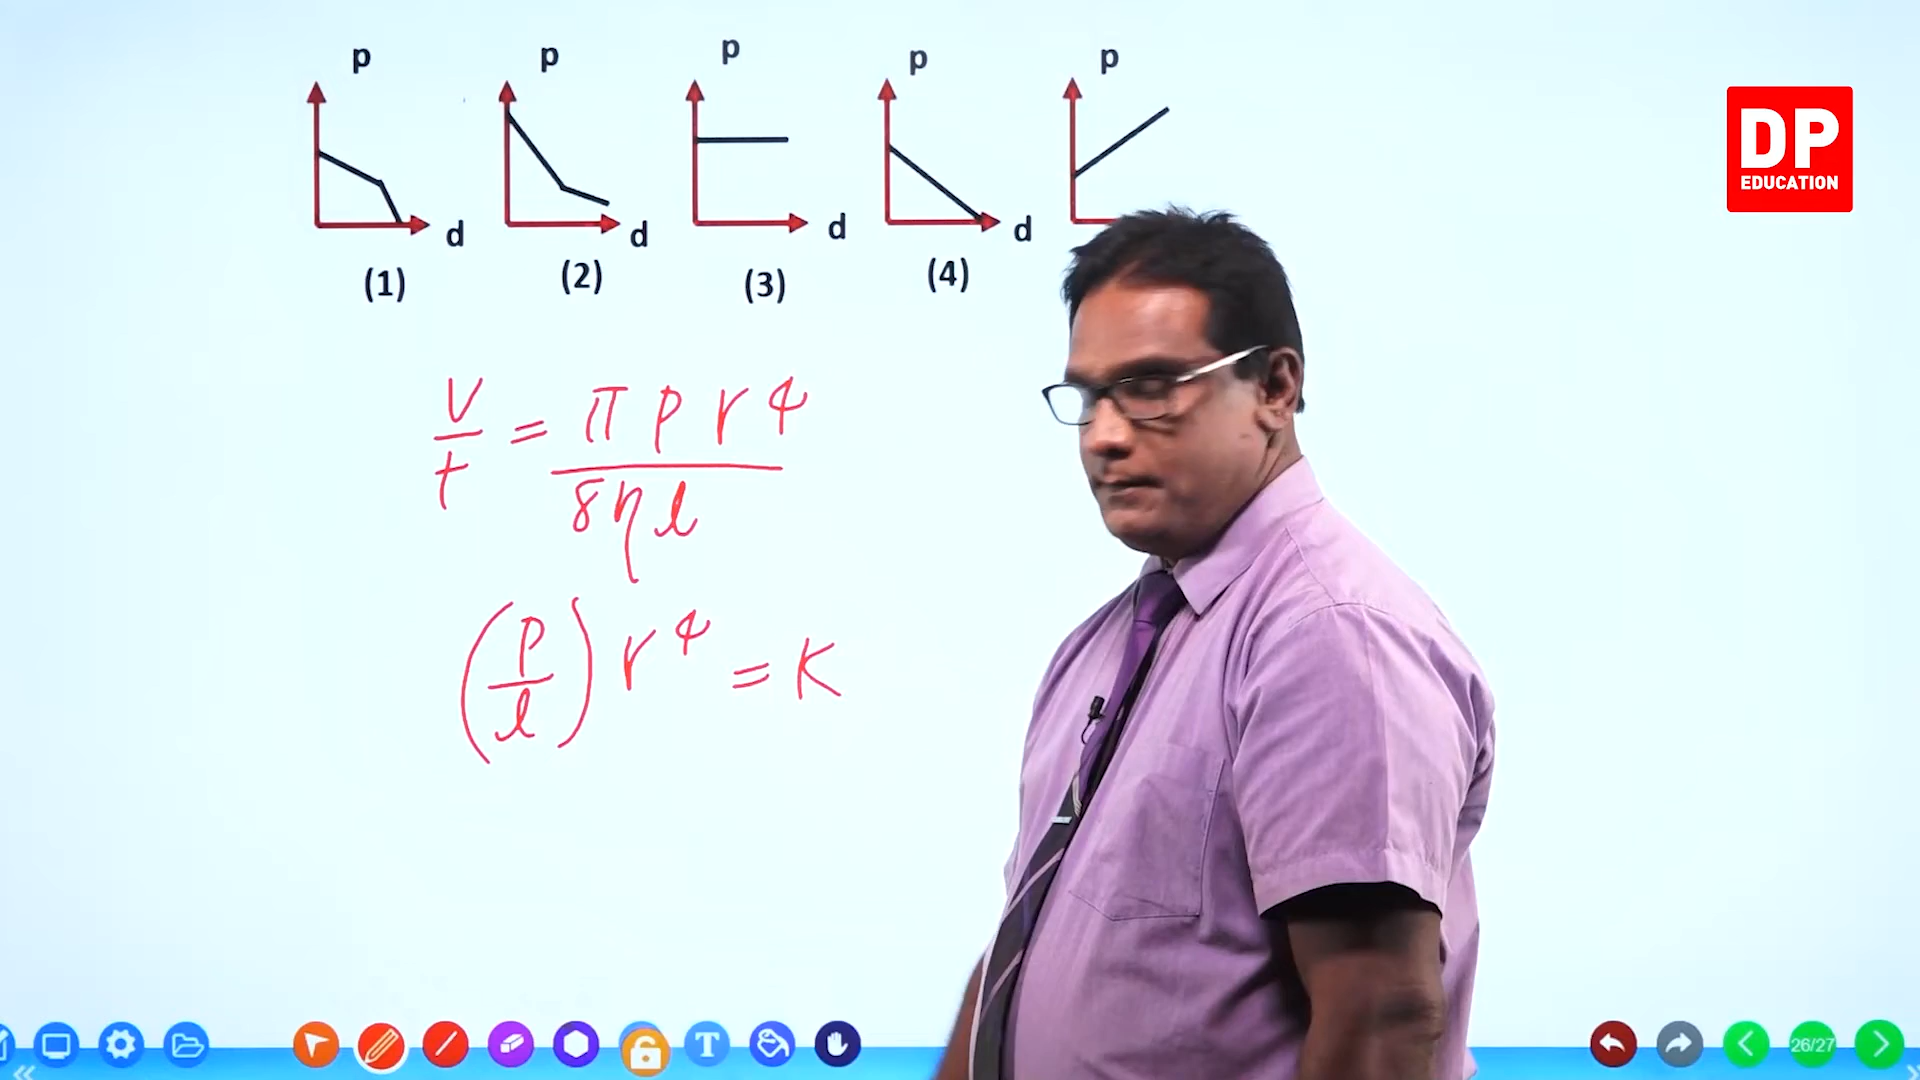 p p p p p
DP
EDUCATION
d d d d
(1) (2) (3) (4)
V/t = πpr⁴/8ηl
(p/l) r⁴ = K
T
26/27